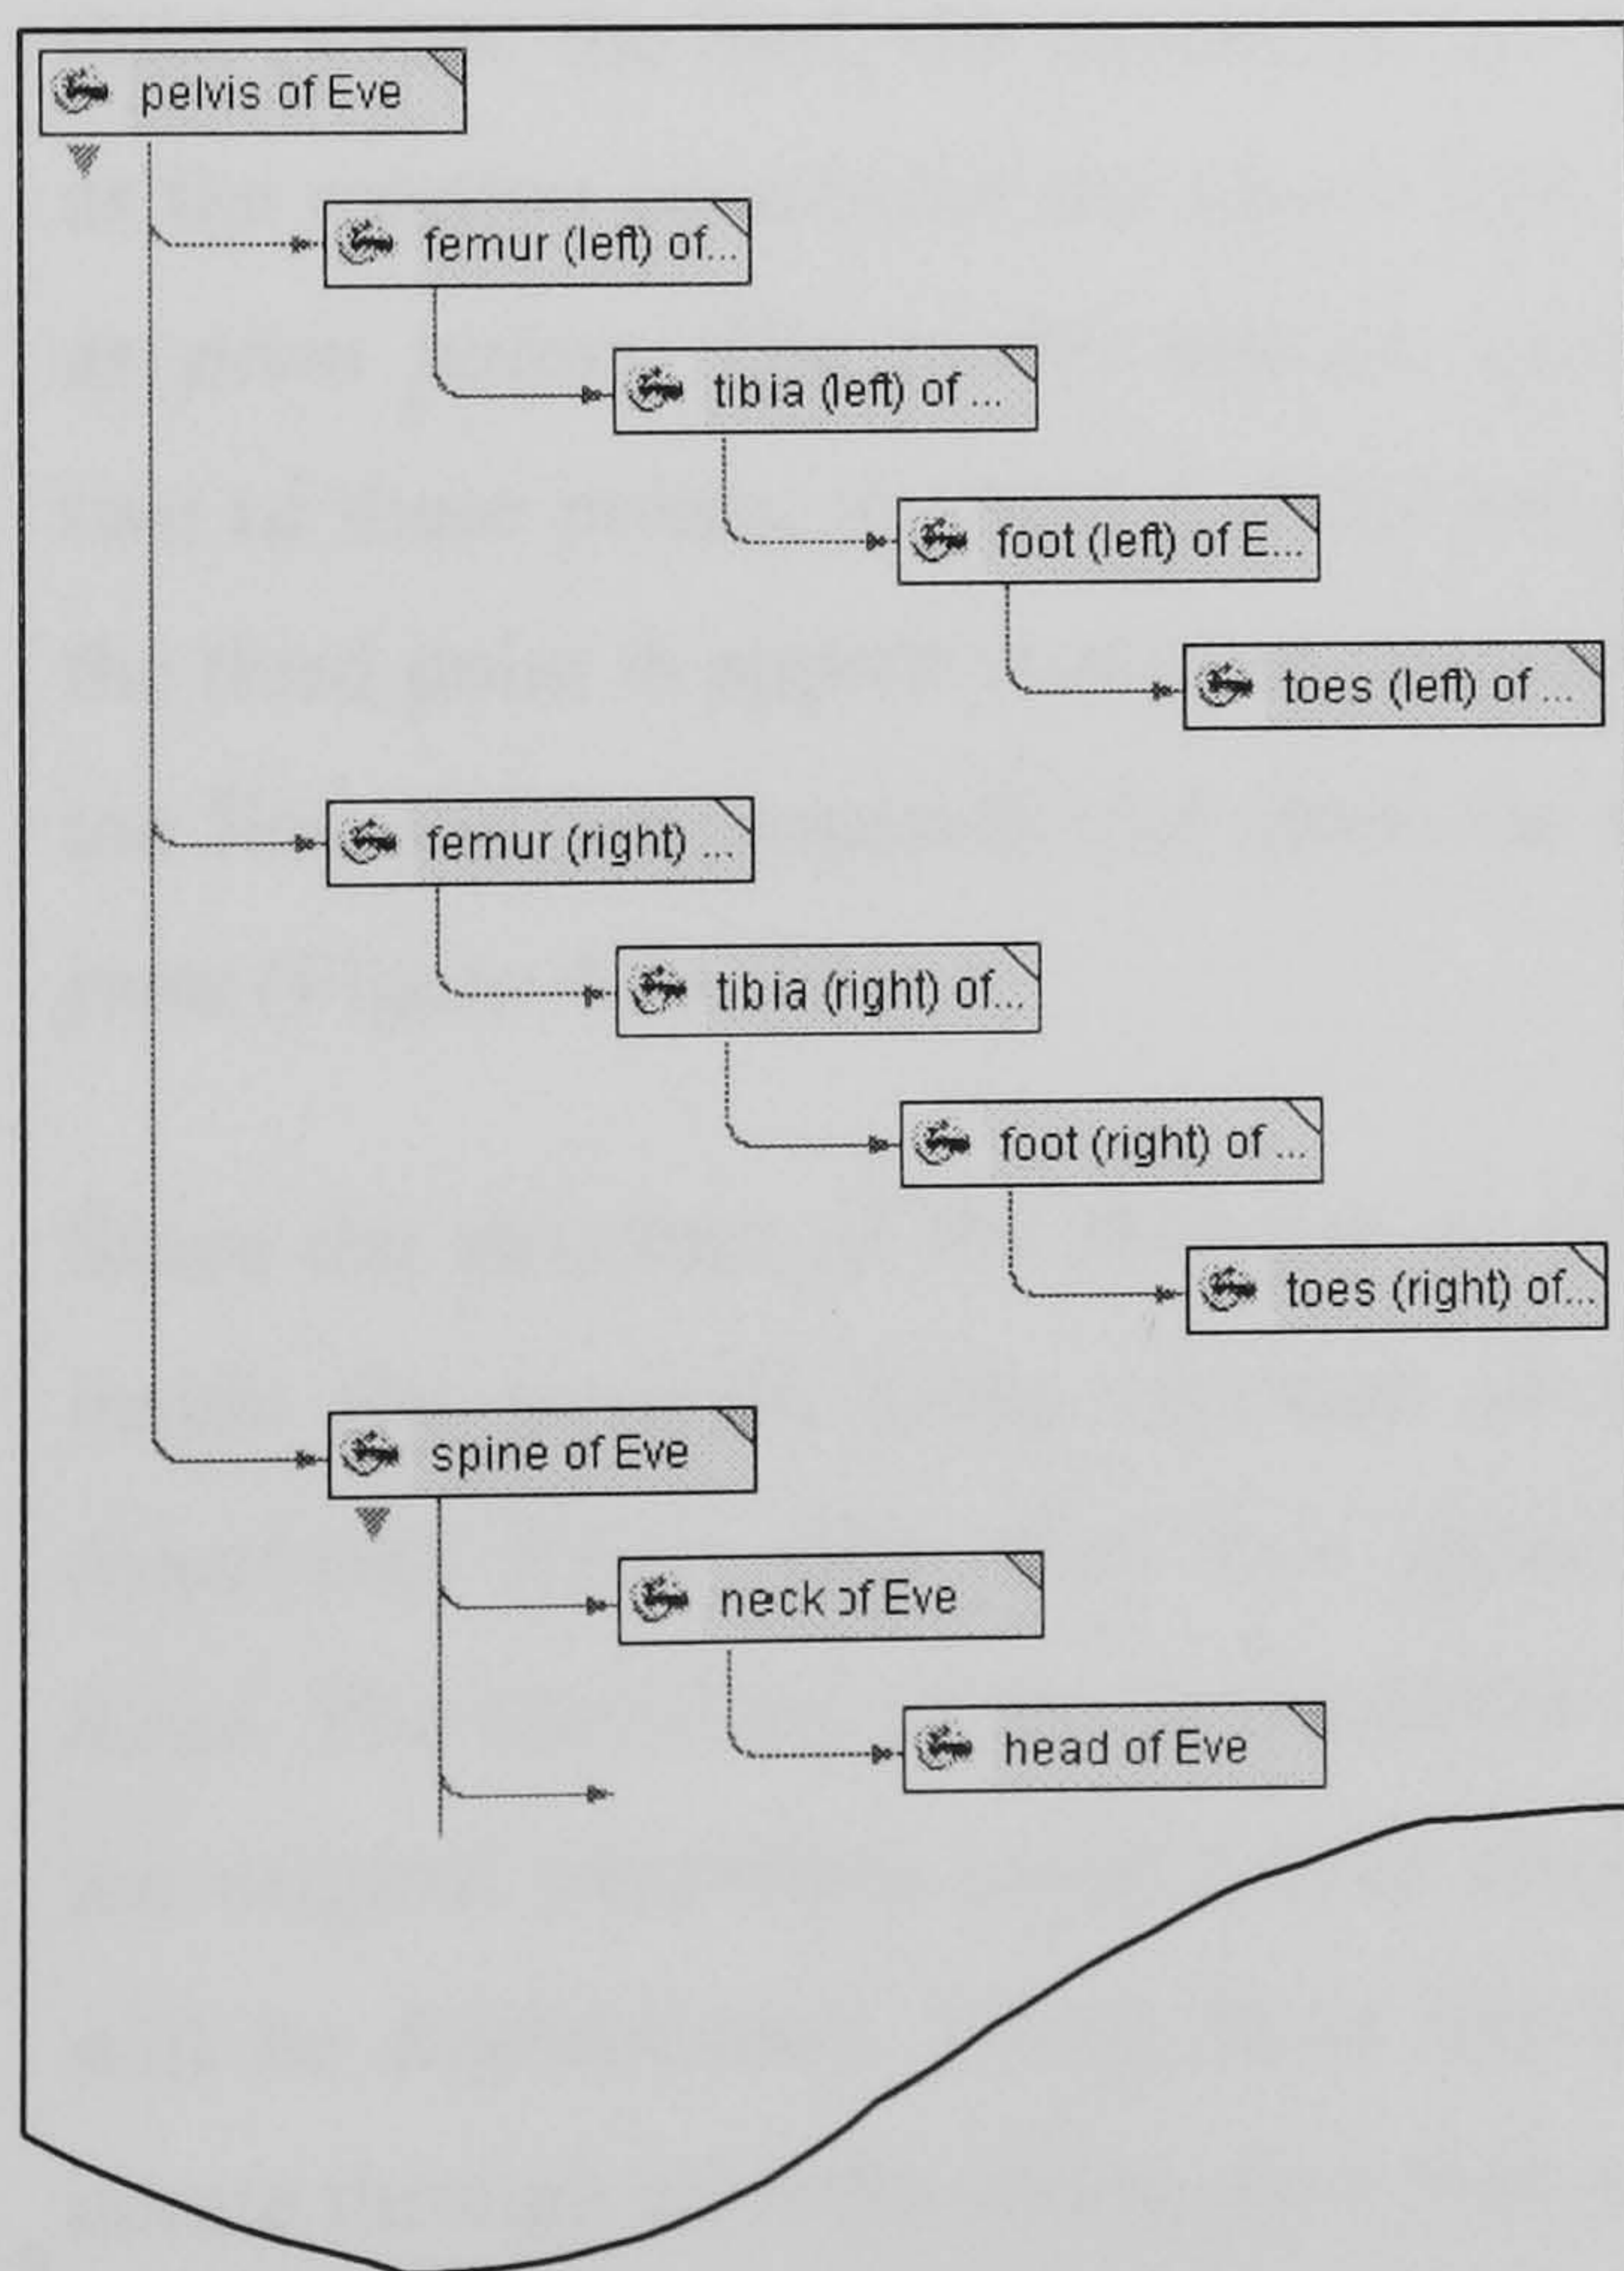 pelvis of Eve
femur (left) of...
tibia (left) of ...
foot (left) of E...
toes (left) of ...
femur (right) ...
tibia (right) of...
foot (right) of ...
toes (right) of...
spine of Eve
neck of Eve
head of Eve